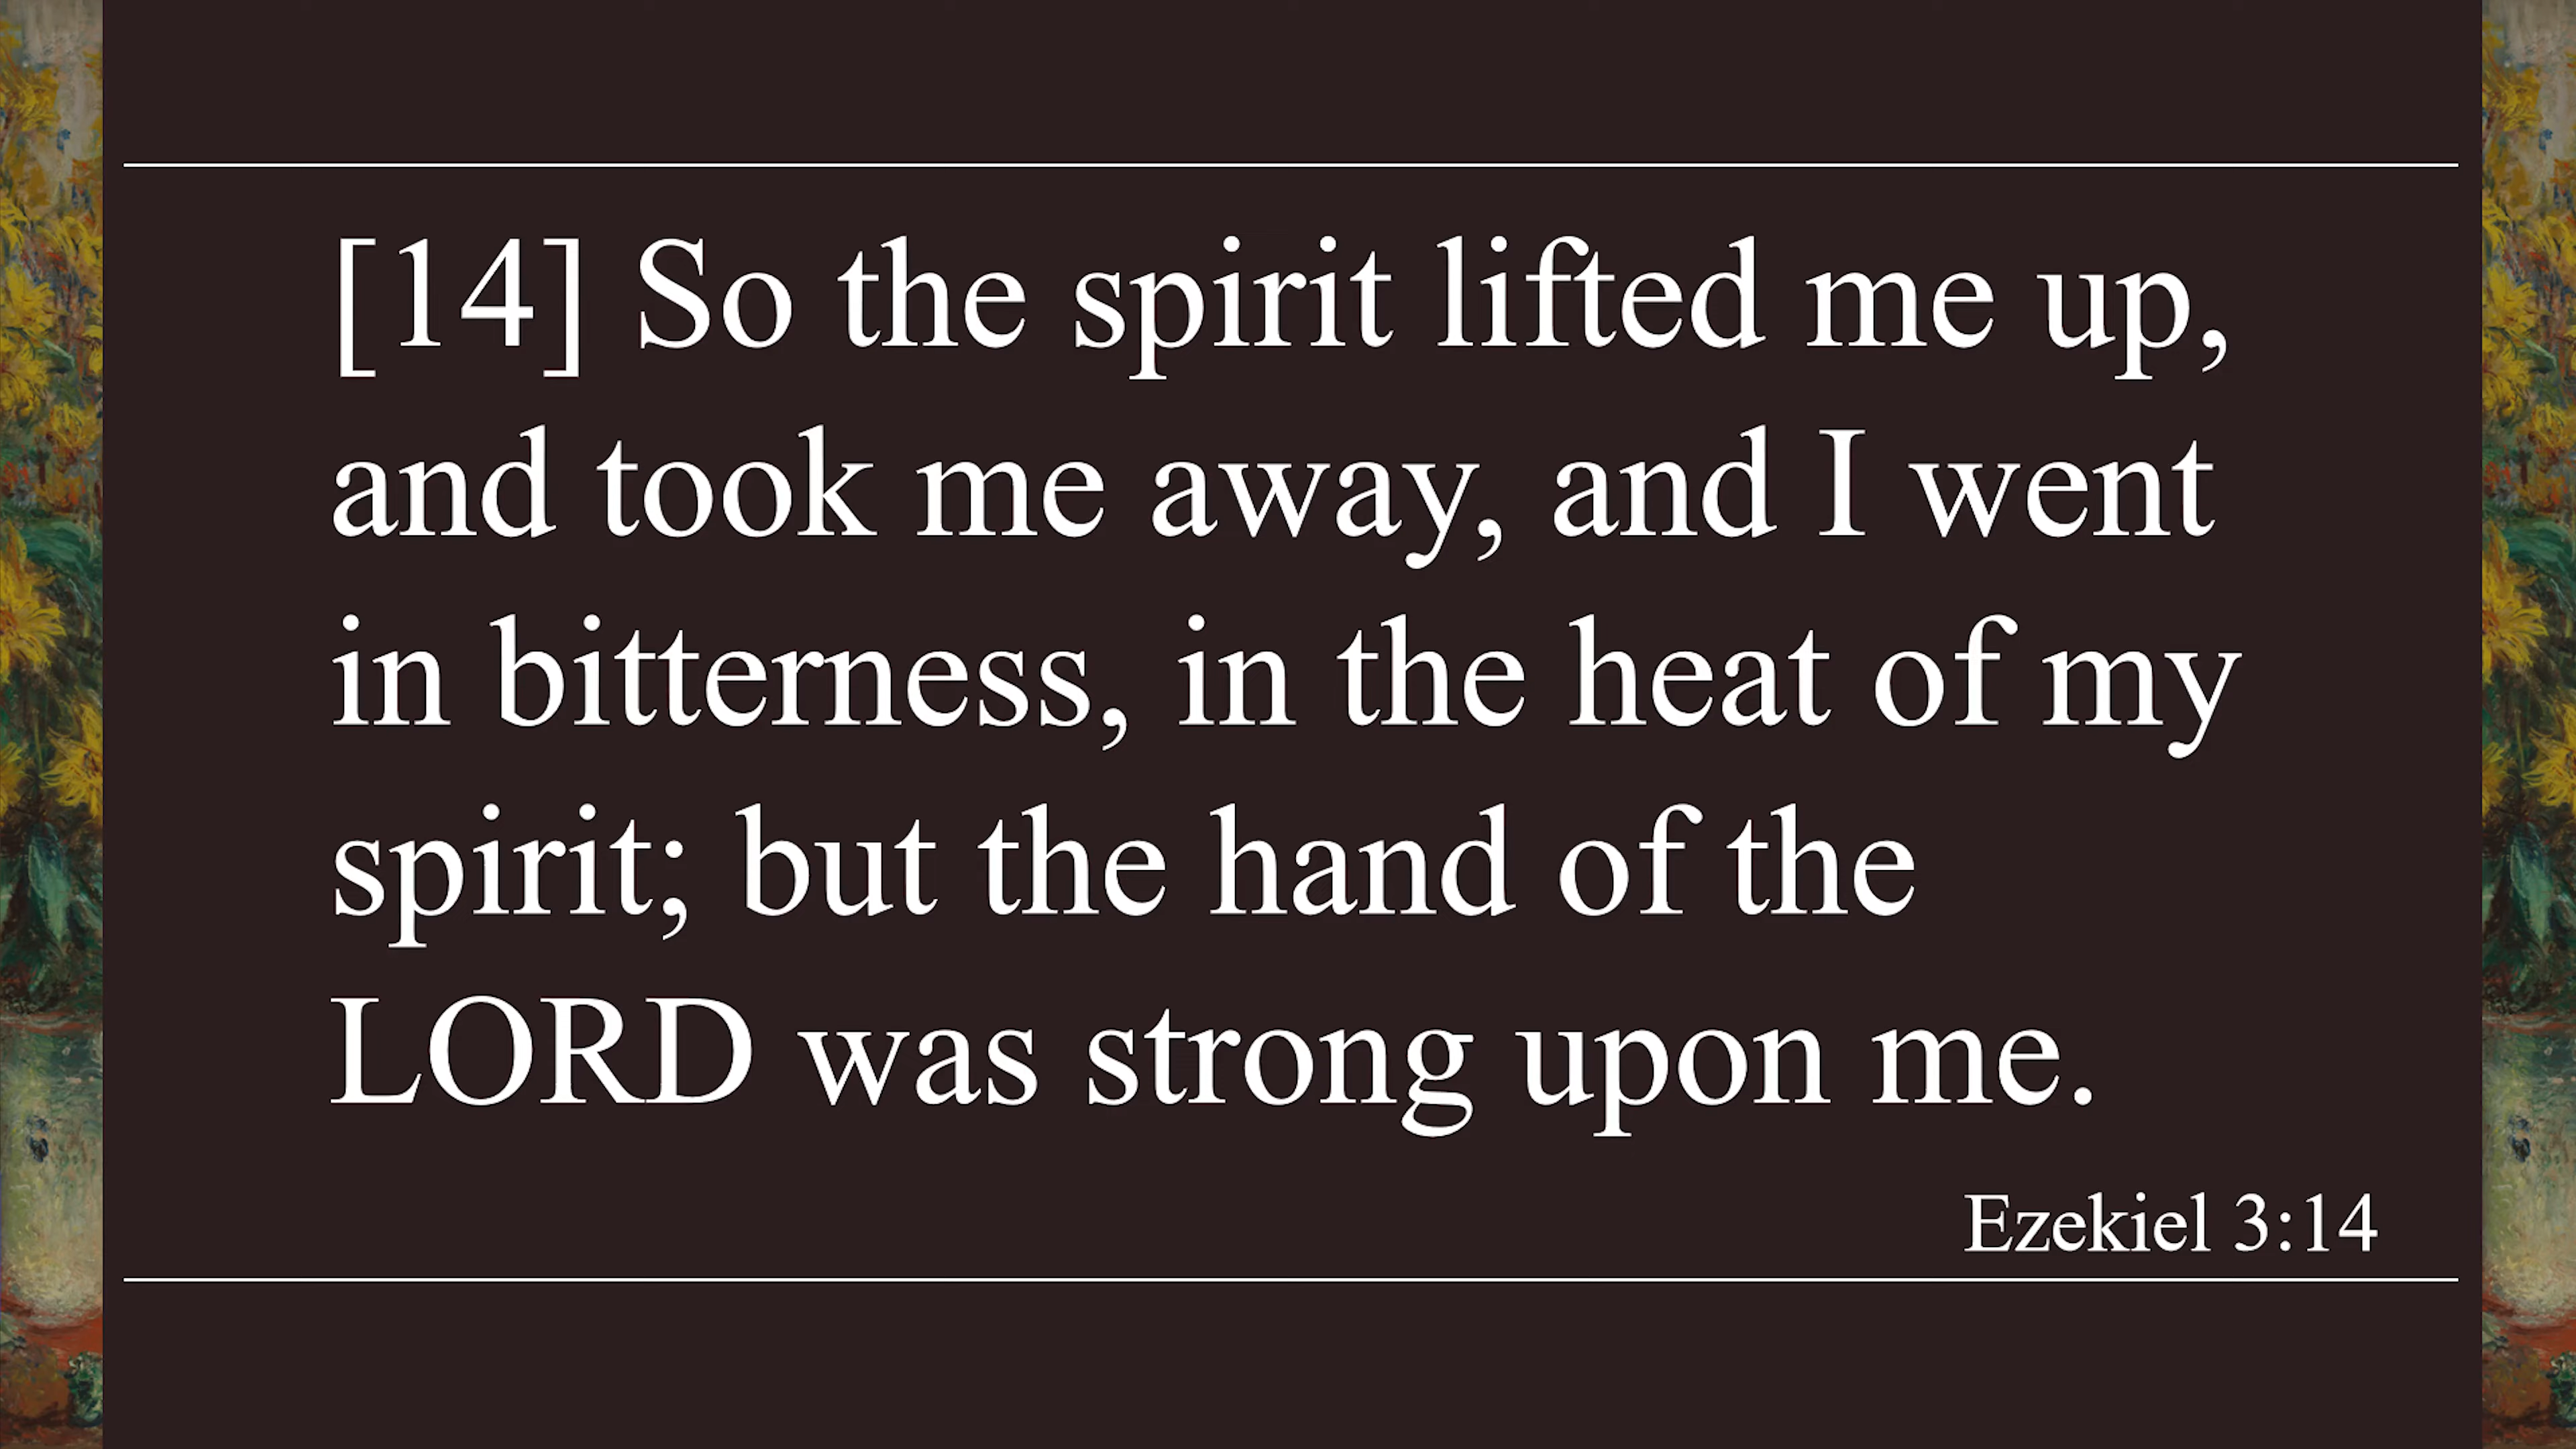 [14] So the spirit lifted me up,
and took me away, and I went
in bitterness, in the heat of my
spirit; but the hand of the
LORD was strong upon me.
Ezekiel 3:14